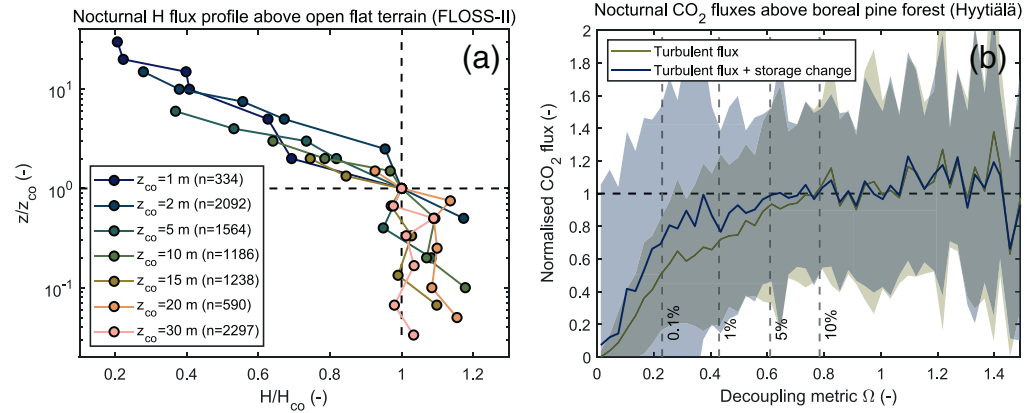 Nocturnal H flux profile above open flat terrain (FLOSS-II)
(a)
z/z_co (-)
10^1
10^0
10^-1
z_co=1 m (n=334)
z_co=2 m (n=2092)
z_co=5 m (n=1564)
z_co=10 m (n=1186)
z_co=15 m (n=1238)
z_co=20 m (n=590)
z_co=30 m (n=2297)
0.2 0.4 0.6 0.8 1 1.2
H/H_co (-)
Nocturnal CO2 fluxes above boreal pine forest (Hyytiälä)
(b)
Turbulent flux
Turbulent flux + storage change
Normalised CO2 flux (-)
2
1.8
1.6
1.4
1.2
1
0.8
0.6
0.4
0.2
0
0.1%
1%
5%
10%
0 0.2 0.4 0.6 0.8 1 1.2 1.4
Decoupling metric Ω (-)